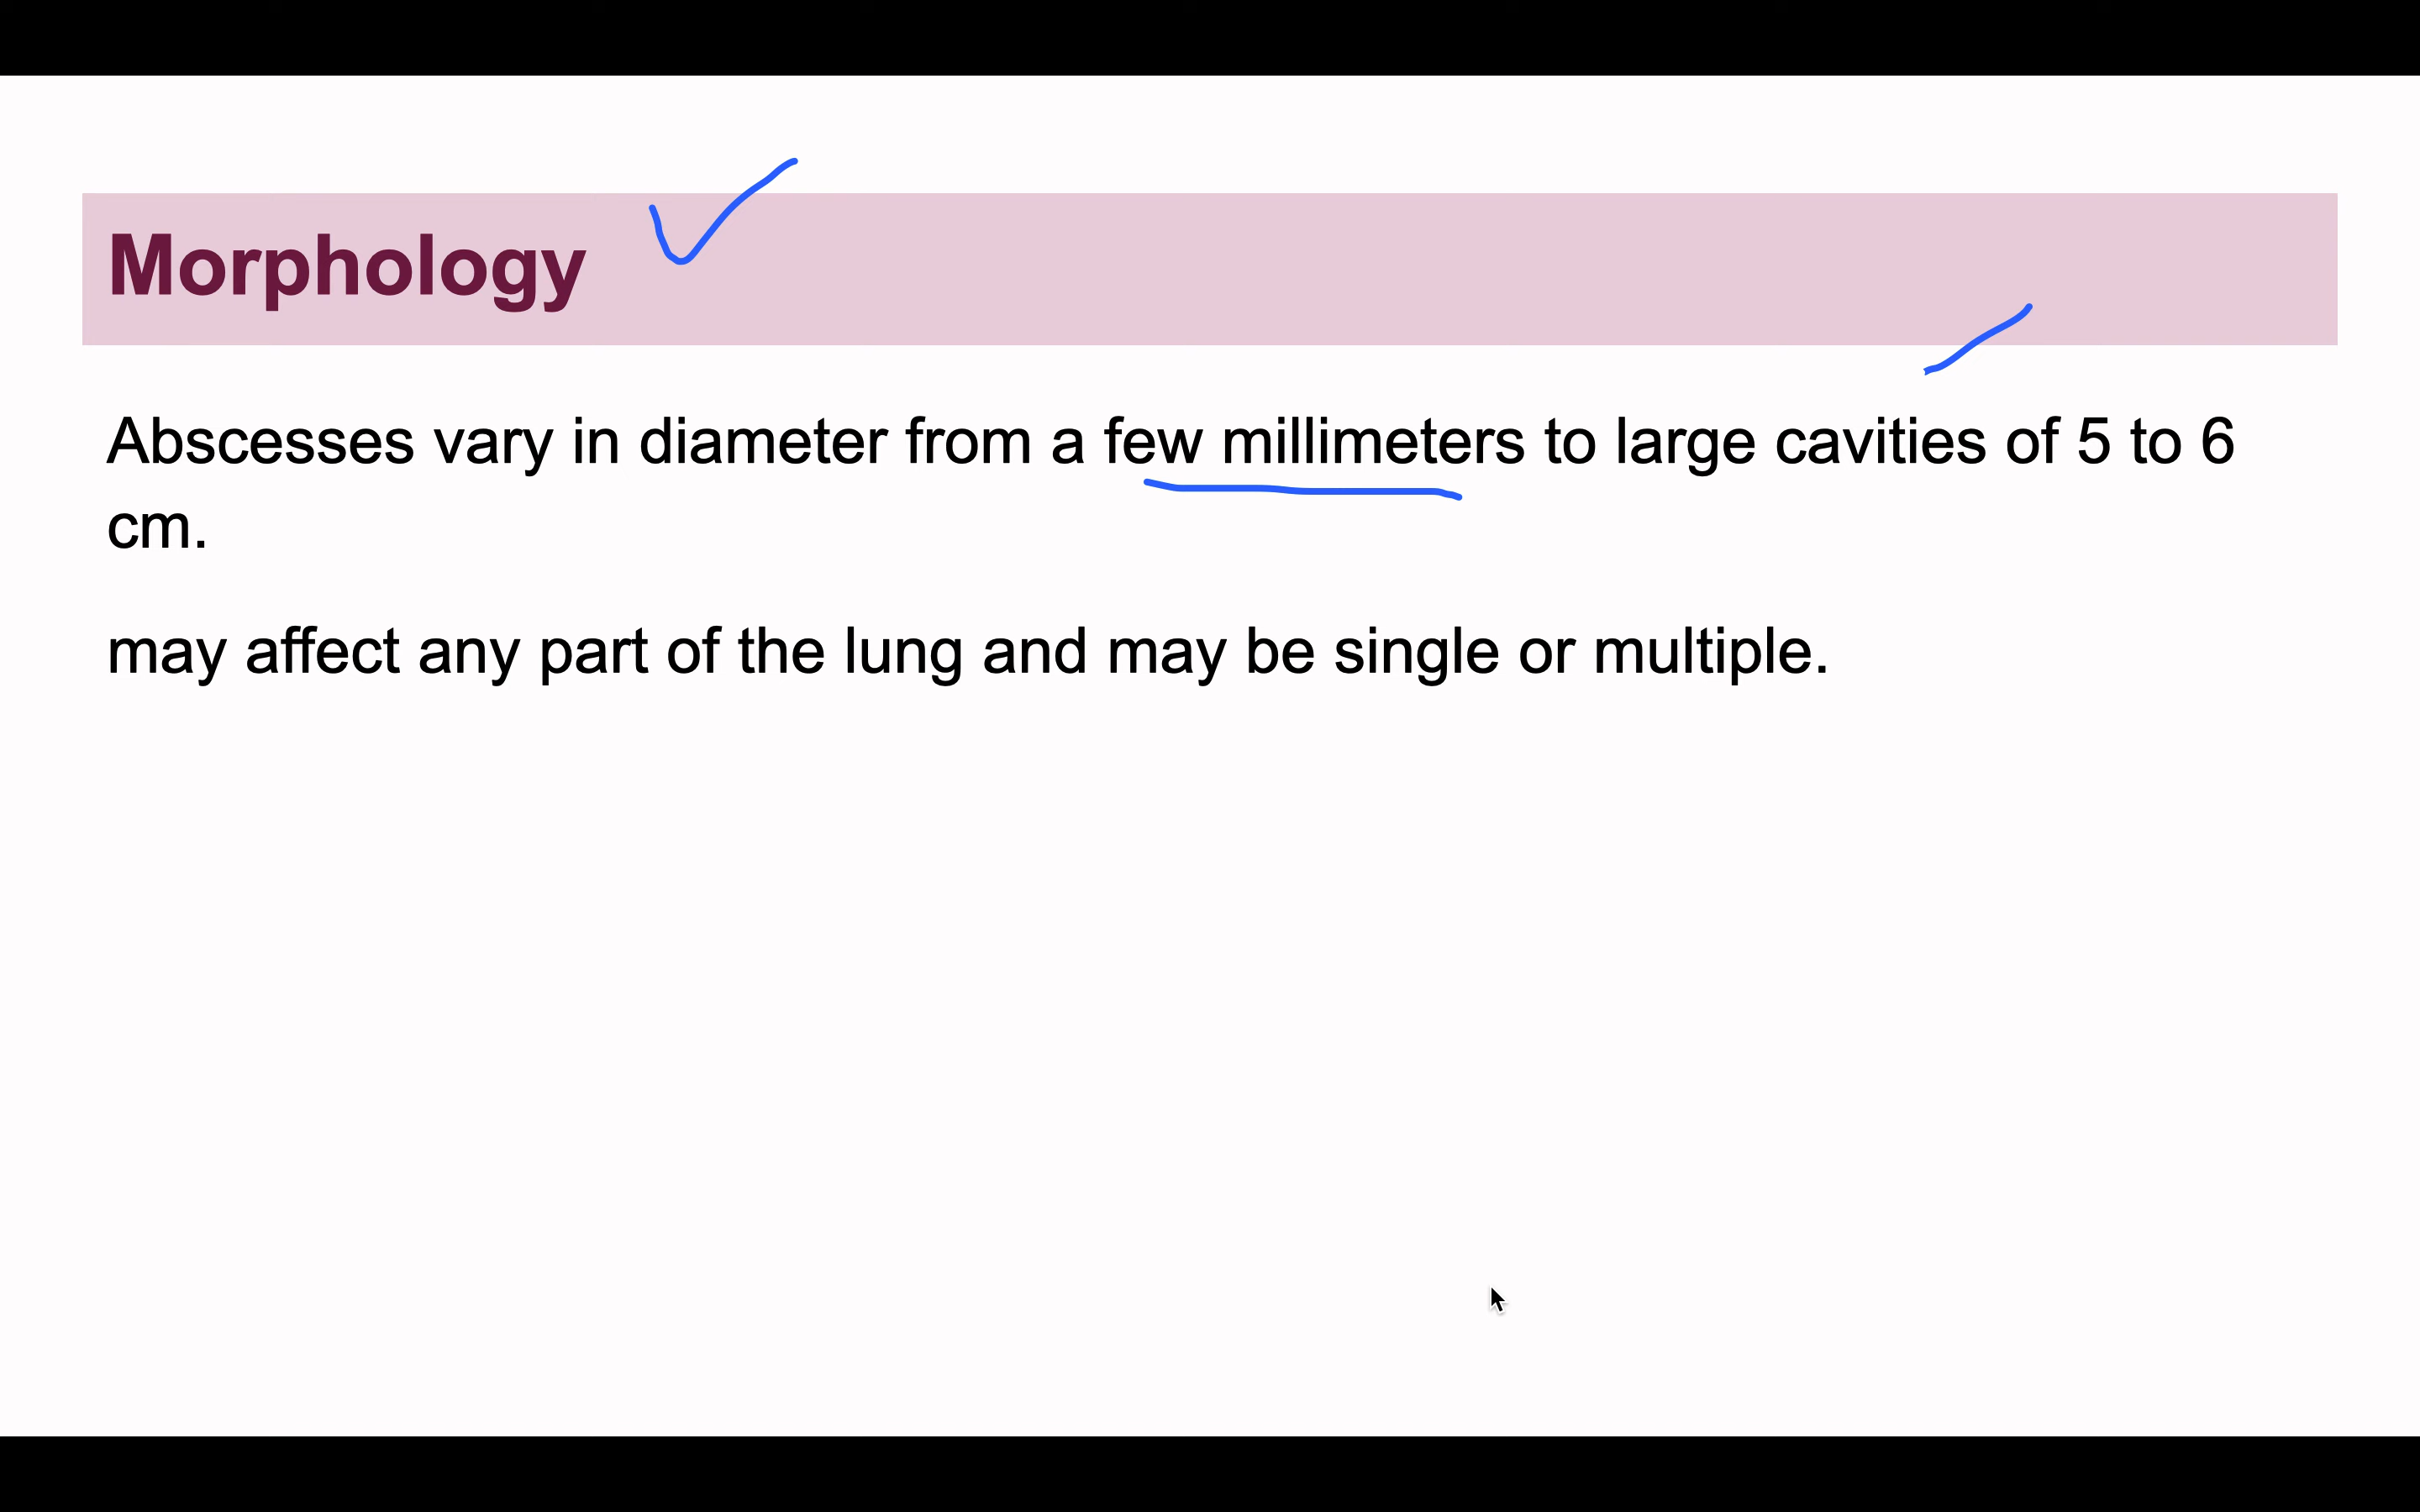 Morphology
Abscesses vary in diameter from a few millimeters to large cavities of 5 to 6
cm.
may affect any part of the lung and may be single or multiple.